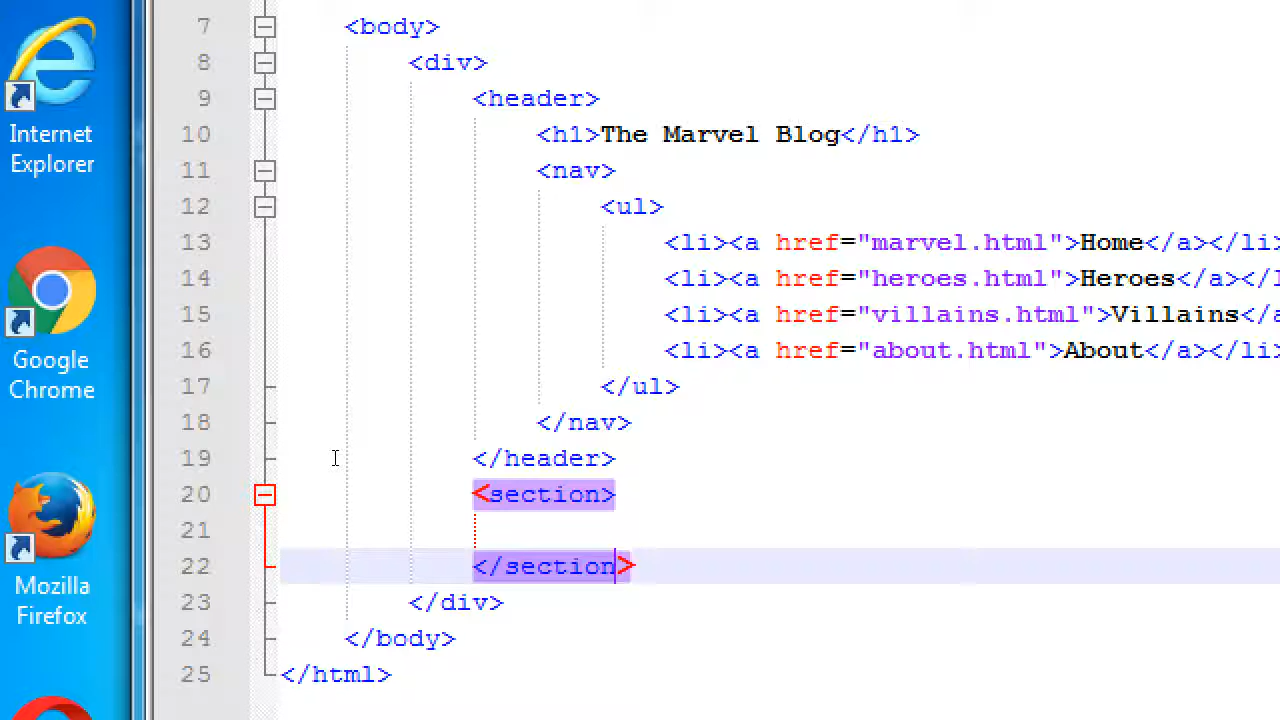 Internet
Explorer
Google
Chrome
Mozilla
Firefox
7 <body>
8 <div>
9 <header>
10 <h1>The Marvel Blog</h1>
11 <nav>
12 <ul>
13 <li><a href="marvel.html">Home</a></li>
14 <li><a href="heroes.html">Heroes</a></l
15 <li><a href="villains.html">Villains</a
16 <li><a href="about.html">About</a></li>
17 </ul>
18 </nav>
19 </header>
20 <section>
21
22 </section>
23 </div>
24 </body>
25 </html>